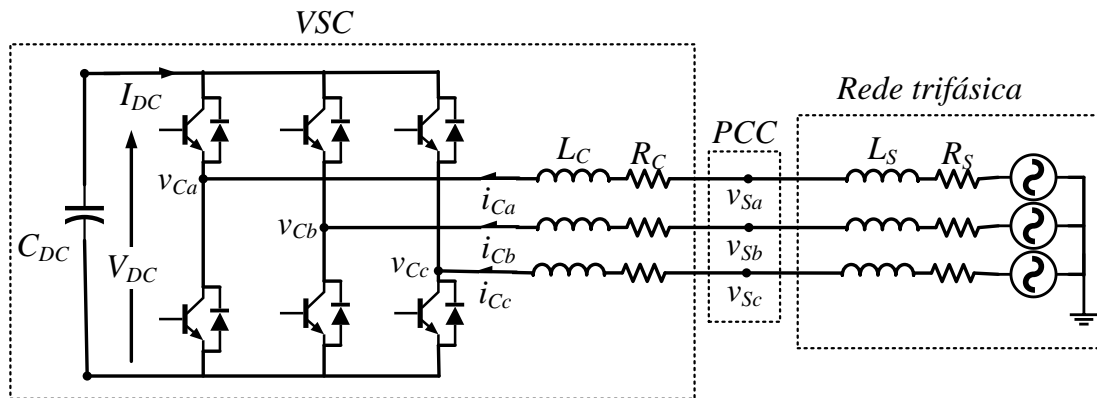 VSC
I_DC
Rede trifásica
PCC
L_C
R_C
L_S
R_S
v_Ca
i_Ca
v_Sa
v_Cb
i_Cb
v_Sb
C_DC
V_DC
v_Cc
i_Cc
v_Sc